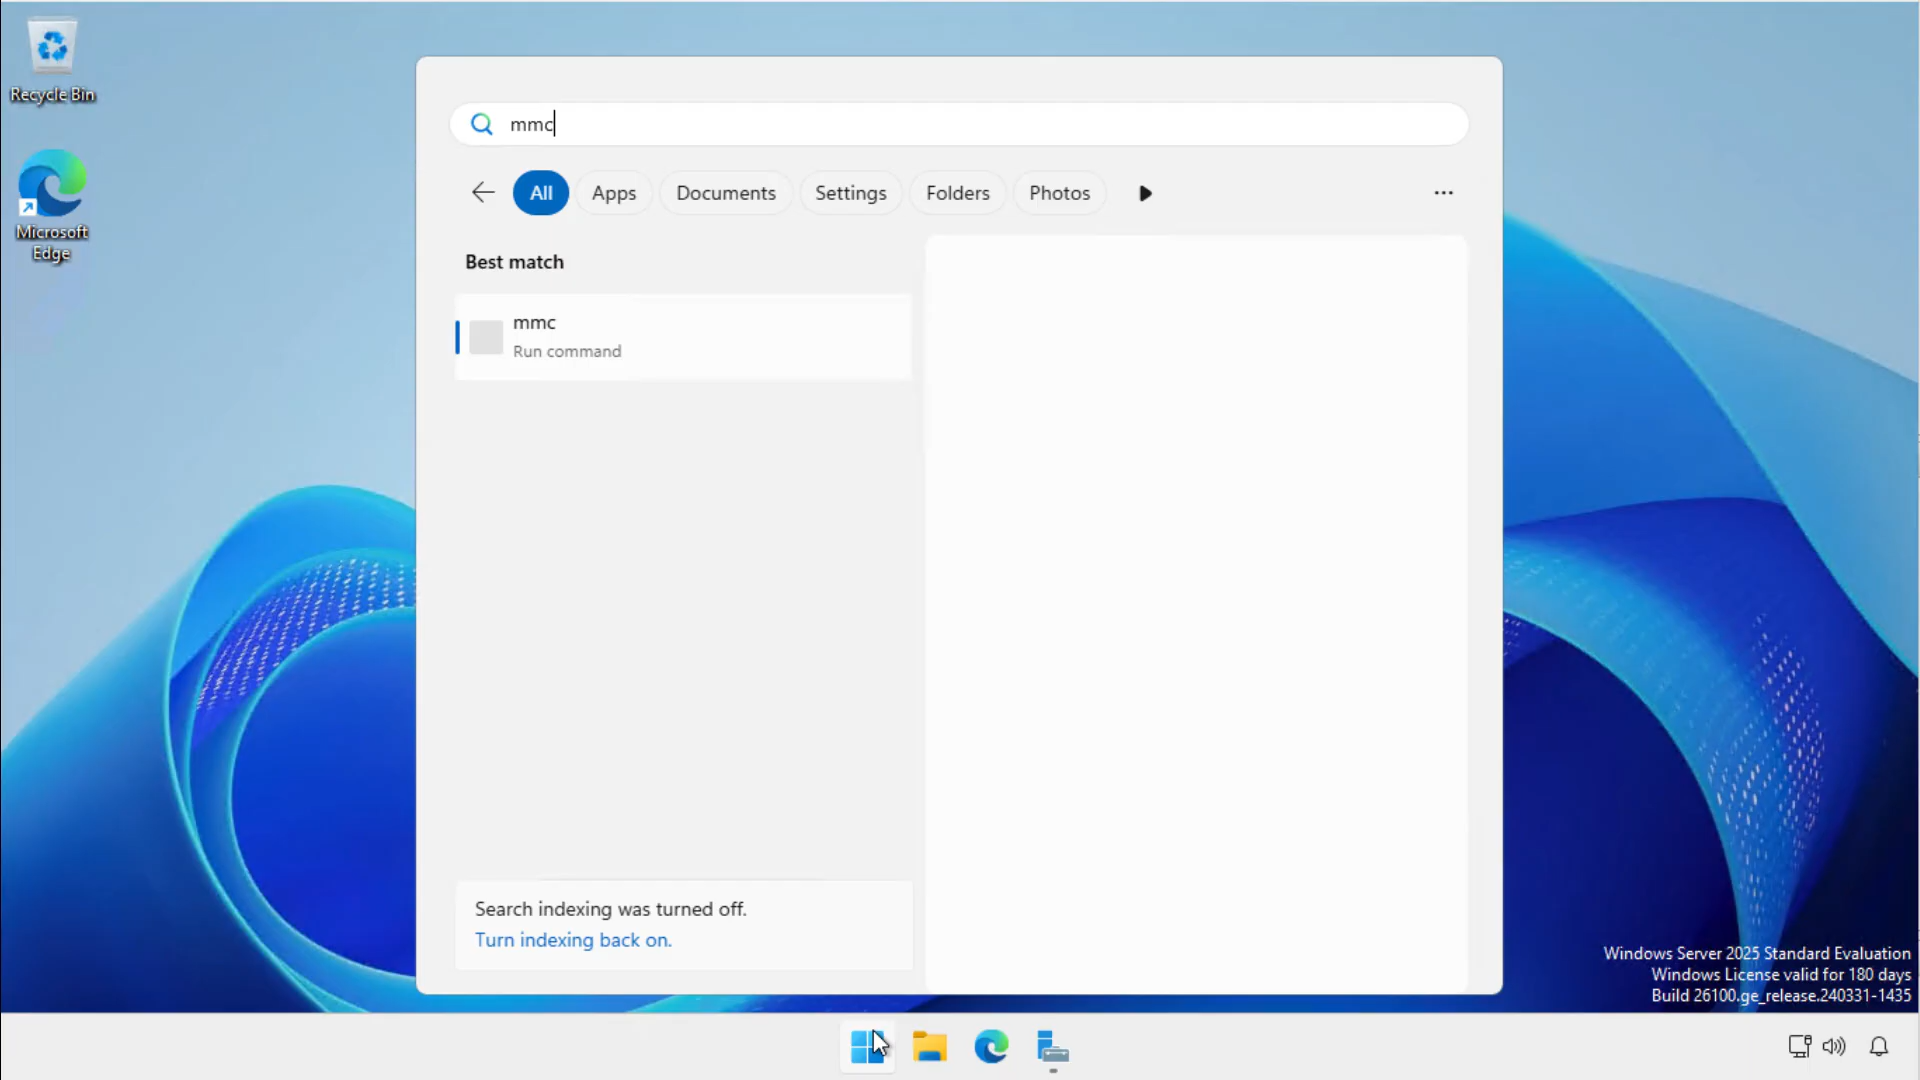 Recycle Bin
Microsoft
Edge
mmc
All
Apps
Documents
Settings
Folders
Photos
Best match
mmc
Run command
Search indexing was turned off.
Turn indexing back on.
Windows Server 2025 Standard Evaluation
Windows License valid for 180 days
Build 26100.ge_release.240331-1435